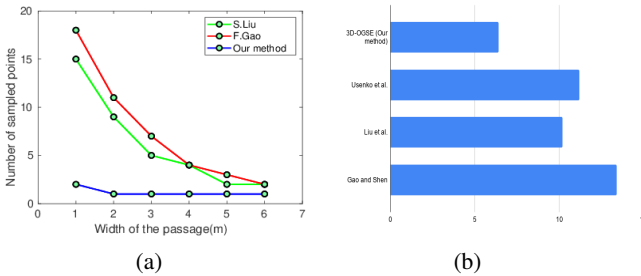 20
15
10
5
0
Number of sampled points
S.Liu
F.Gao
Our method
0 1 2 3 4 5 6 7
Width of the passage(m)
(a)
3D-OGSE (Our
method)
Usenko et al.
Liu et al.
Gao and Shen
0 5 10
(b)